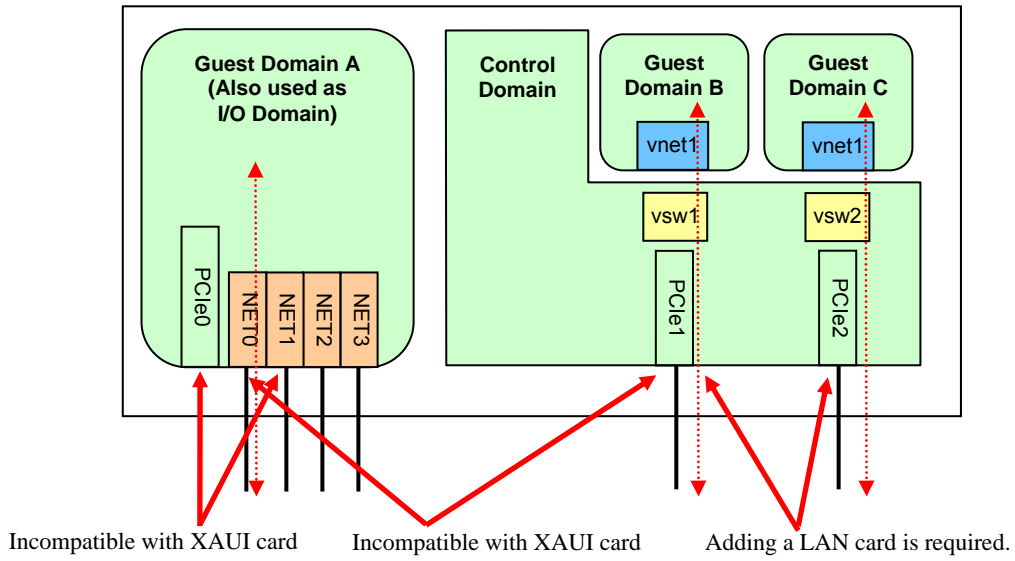 Guest Domain A
(Also used as
I/O Domain)
Control
Domain
Guest
Domain B
Guest
Domain C
vnet1
vnet1
vsw1
vsw2
PCIe0
NET0
NET1
NET2
NET3
PCIe1
PCIe2
Incompatible with XAUI card
Incompatible with XAUI card
Adding a LAN card is required.